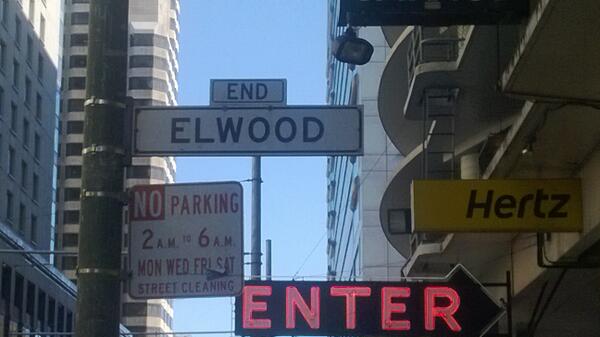 END
ELWOOD
NO PARKING
2 A.M. TO 6 A.M.
MON WED FRI SAT
STREET CLEANING
Hertz
ENTER